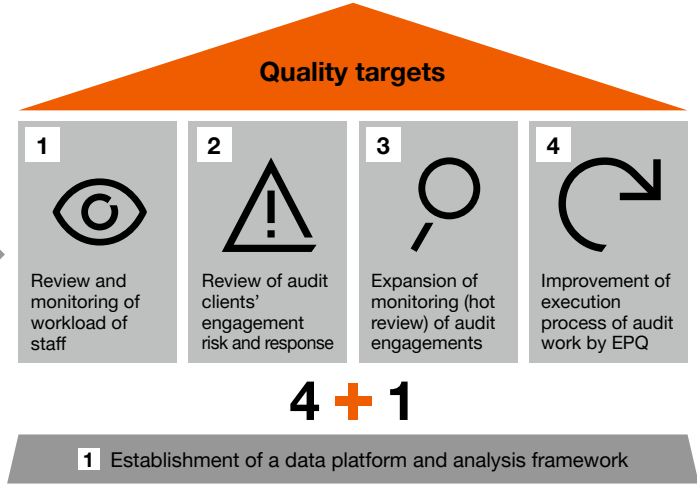 Quality targets
1
Review and
monitoring of
workload of
staff
2
Review of audit
clients’
engagement
risk and response
3
Expansion of
monitoring (hot
review) of audit
engagements
4
Improvement of
execution
process of audit
work by EPQ
4 + 1
1 Establishment of a data platform and analysis framework